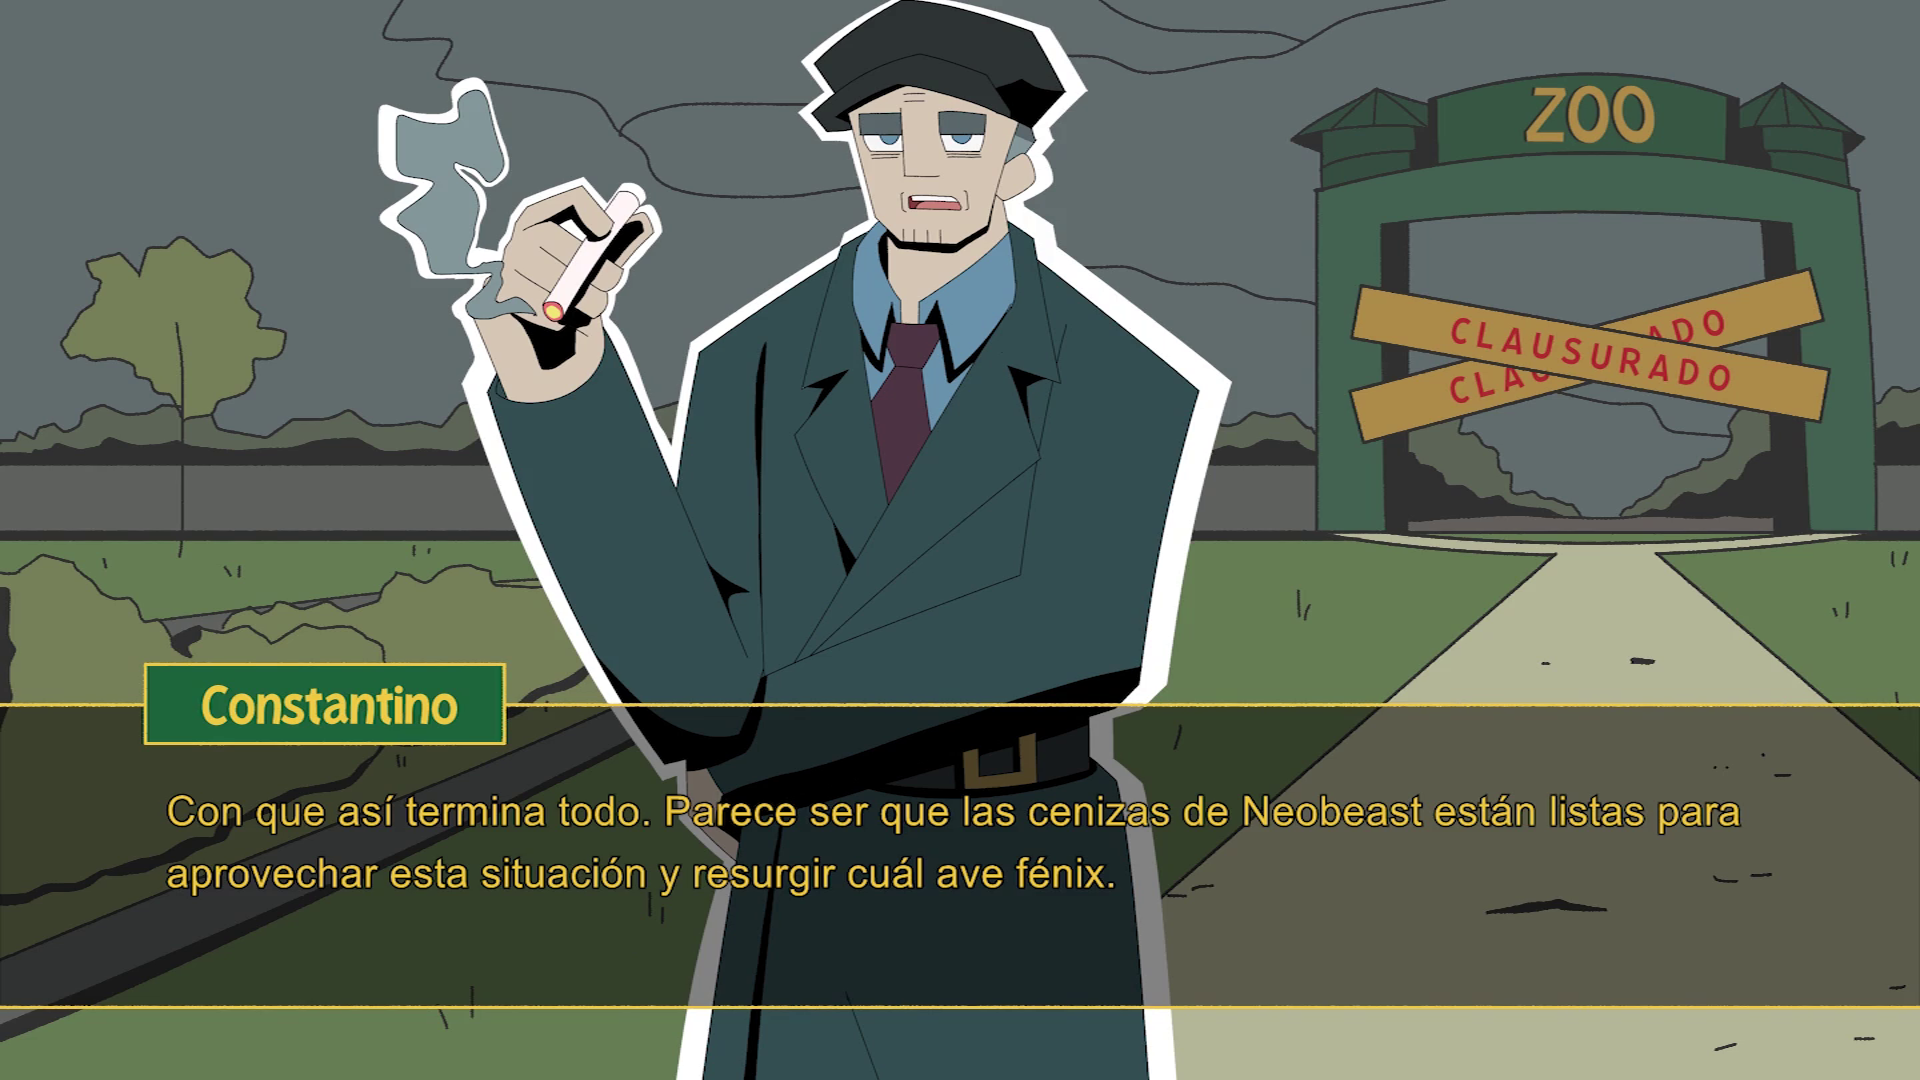 ZOO
CLAUSURADO
Constantino
Con que así termina todo. Parece ser que las cenizas de Neobeast están listas para
aprovechar esta situación y resurgir cuál ave fénix.